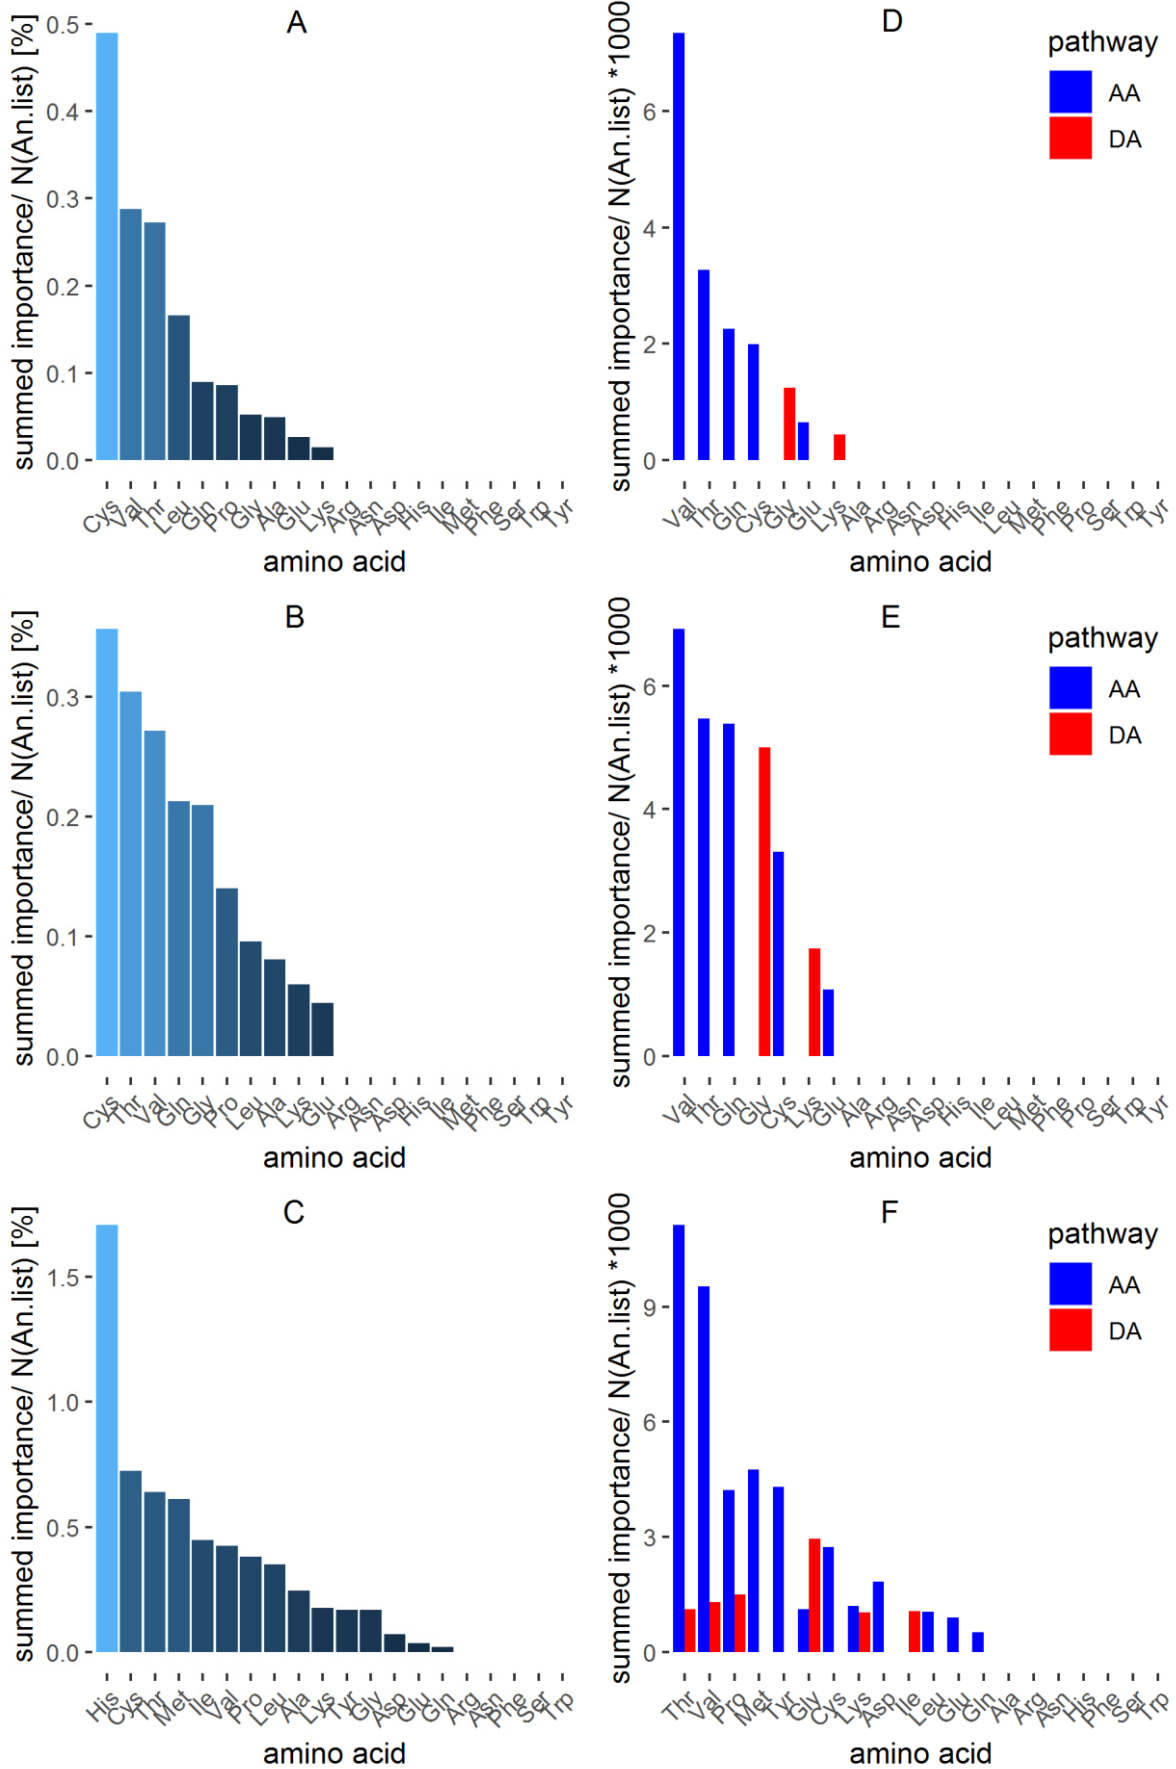 A
summed importance/ N(An.list) [%]
0.5
0.4
0.3
0.2
0.1
0.0
Cys Val Thr Leu Gln Pro Gly Ala Glu Lys Arg Asn Asp His Ile Met Phe Ser Trp Tyr
amino acid
D
summed importance/ N(An.list) *1000
6
4
2
0
Val Thr Gln Cys Gly Glu Lys Ala Arg Asn Asp His Ile Leu Met Phe Pro Ser Trp Tyr
amino acid
pathway
AA
DA
B
summed importance/ N(An.list) [%]
0.3
0.2
0.1
0.0
Cys Thr Val Gln Gly Pro Leu Ala Lys Glu Arg Asn Asp His Ile Met Phe Ser Trp Tyr
amino acid
E
summed importance/ N(An.list) *1000
6
4
2
0
Val Thr Gln Gly Cys Lys Glu Ala Arg Asn Asp His Ile Leu Met Phe Pro Ser Trp Tyr
amino acid
pathway
AA
DA
C
summed importance/ N(An.list) [%]
1.5
1.0
0.5
0.0
His Cys Thr Met Ile Val Pro Leu Ala Lys Tyr Gly Asp Glu Gln Arg Asn Phe Ser Trp
amino acid
F
summed importance/ N(An.list) *1000
9
6
3
0
Thr Val Pro Met Tyr Gly Cys Lys Asp Ile Leu Glu Gln Ala Arg Asn His Phe Ser Trp
amino acid
pathway
AA
DA